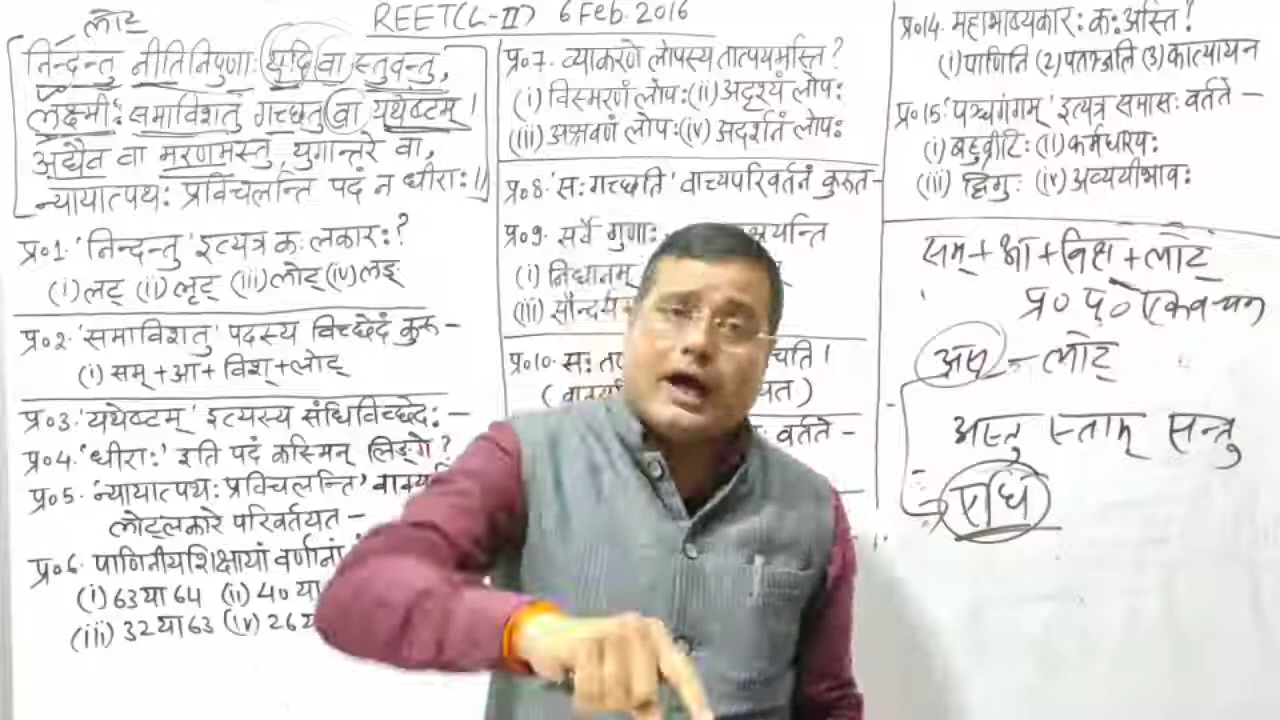 REET(L-II) 6 Feb. 2016
लोट्
निन्दन्तु नीतिनिपुणाः यदि वा स्तुवन्तु,
लक्ष्मीः समाविशतु गच्छतु वा यथेष्टम् ।
अद्यैव वा मरणमस्तु युगान्तरे वा,
न्यायात्पथः प्रविचलन्ति पदं न धीराः ॥
प्र०1. 'निन्दन्तु' इत्यत्र कः लकारः?
(i) लट् (ii) लृट् (iii) लोट् (iv) लङ्
प्र०2. 'समाविशतु' पदस्य विच्छेदं कुरु –
(i) सम् + आ + विश् + लोट्
प्र०3. 'यथेष्टम्' इत्यस्य संधिविच्छेदः –
प्र०4. 'धीराः' इति पदं कस्मिन् लिङ्गे ?
प्र०5. 'न्यायात्पथः प्रविचलन्ति'
लोट्लकारे परिवर्तयत –
प्र०6. पाणिनीयशिक्षायां वर्णानां
(i) 63 या 64 (ii) 40 या
(iii) 32 या 63 (iv) 26
प्र०7. व्याकरणे लोपस्य तात्पर्यमस्ति ?
(i) विस्मरणं लोपः (ii) अदृश्यं लोपः
(iii) अश्रवणं लोपः (iv) अदर्शनं लोपः
प्र०8. 'सः गच्छति' वाच्यपरिवर्तनं कुरुत –
प्र०9. सर्वे गुणाः
(i) निधानम्
(iii)
प्र०10. सः
वर्तते –
प्र०14. महाभाष्यकारः कः अस्ति ?
(i) पाणिनि (2) पतञ्जति (3) कात्यायन
प्र०15. 'पञ्चगंगम्' इत्यत्र समासः वर्तते –
(i) बहुव्रीहिः (ii) कर्मधारयः
(iii) द्विगुः (iv) अव्ययीभावः
सम् + आ + विश + लोट्
प्र० पु० एकवचन
अस् – लोट्
अस्तु स्ताम् सन्तु
→ एधि